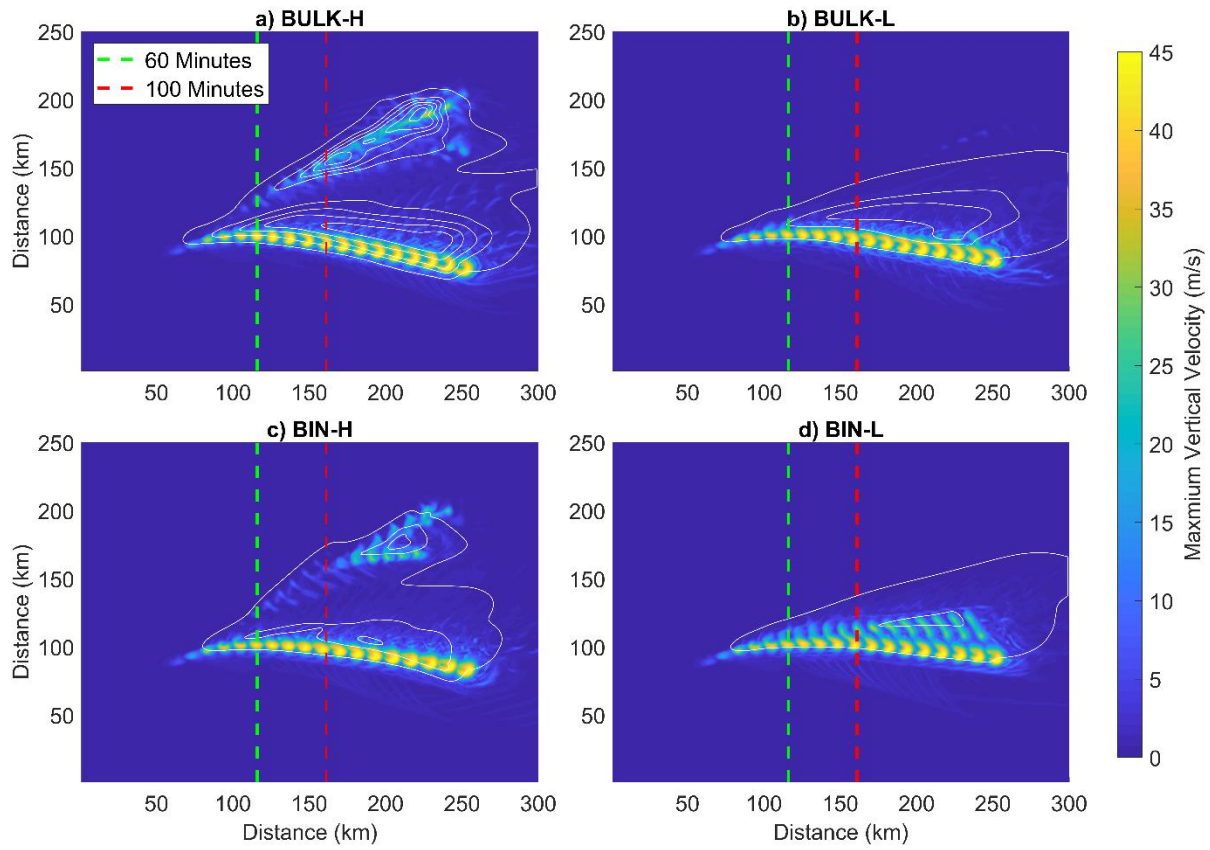 a) BULK-H
b) BULK-L
60 Minutes
100 Minutes
250
200
150
100
50
Distance (km)
50 100 150 200 250 300
250
200
150
100
50
50 100 150 200 250 300
c) BIN-H
d) BIN-L
250
200
150
100
50
Distance (km)
50 100 150 200 250 300
Distance (km)
250
200
150
100
50
50 100 150 200 250 300
Distance (km)
45
40
35
30
25
20
15
10
5
0
Maxmium Vertical Velocity (m/s)